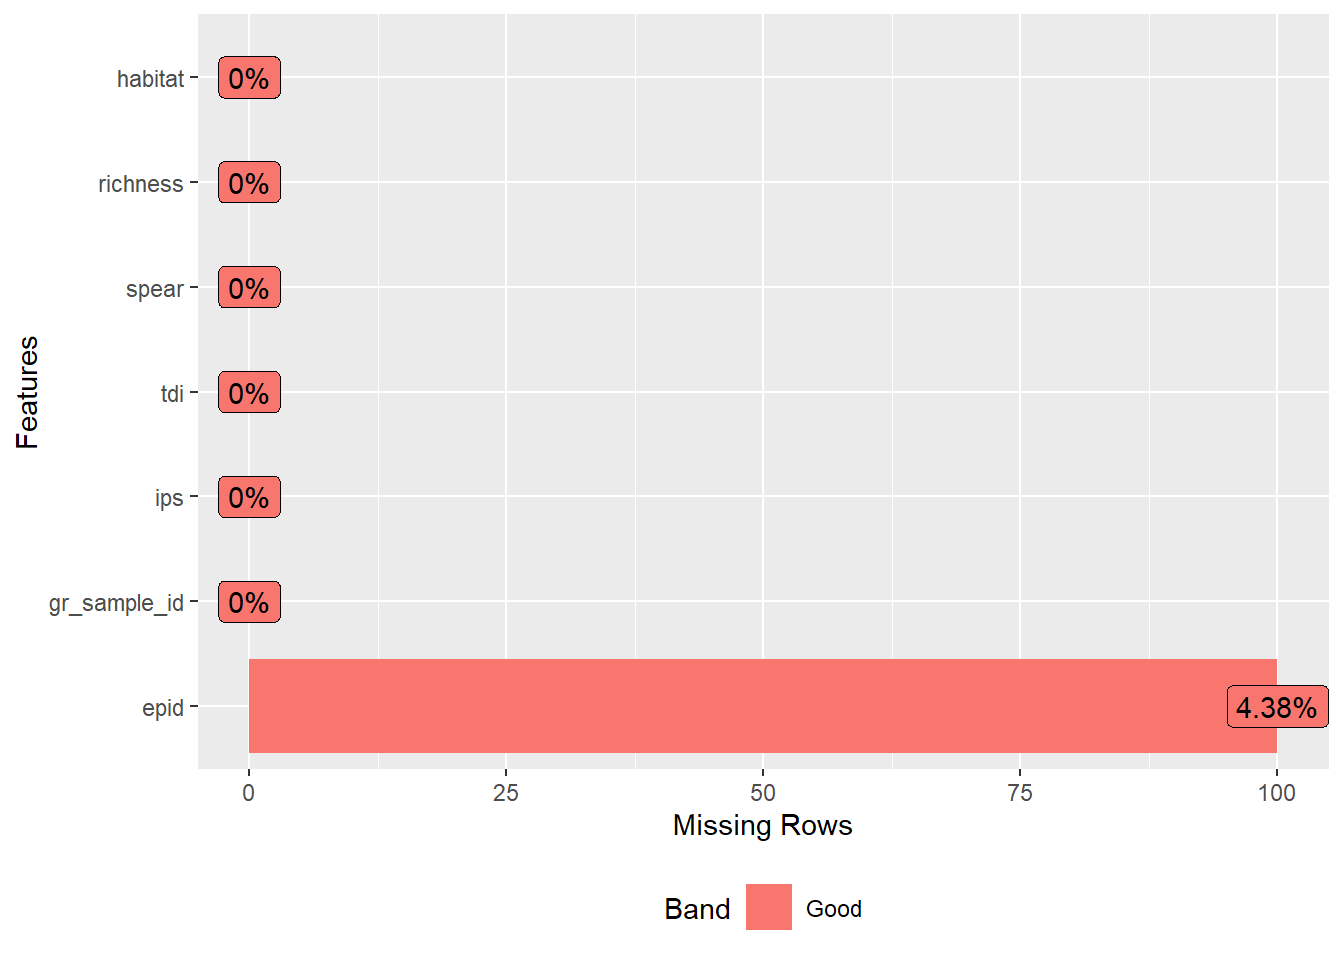 habitat 0%
richness 0%
spear 0%
tdi 0%
ips 0%
gr_sample_id 0%
epid 4.38%
Features
0 25 50 75 100
Missing Rows
Band Good